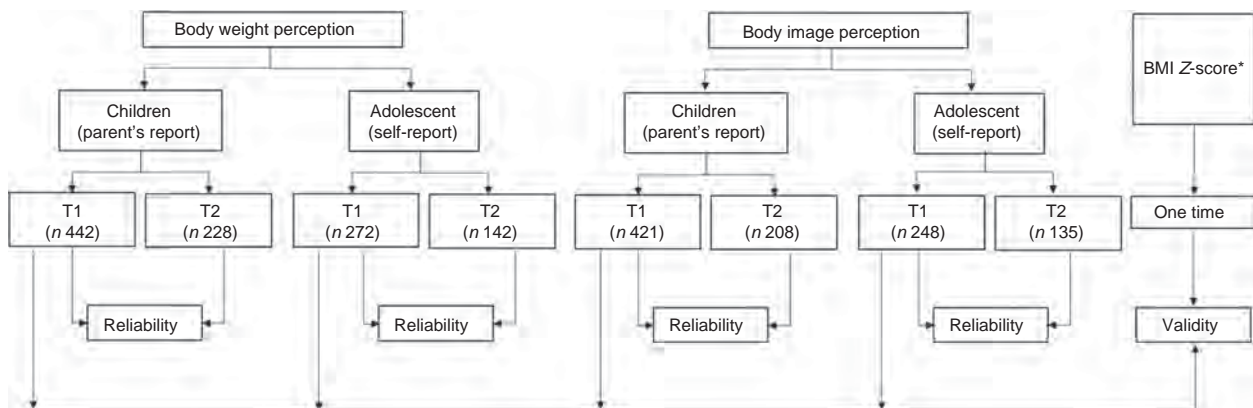 Body weight perception
Body image perception
BMI Z-score*
Children
(parent's report)
Adolescent
(self-report)
Children
(parent's report)
Adolescent
(self-report)
T1
(n 442)
T2
(n 228)
T1
(n 272)
T2
(n 142)
T1
(n 421)
T2
(n 208)
T1
(n 248)
T2
(n 135)
One time
Reliability
Reliability
Reliability
Reliability
Validity